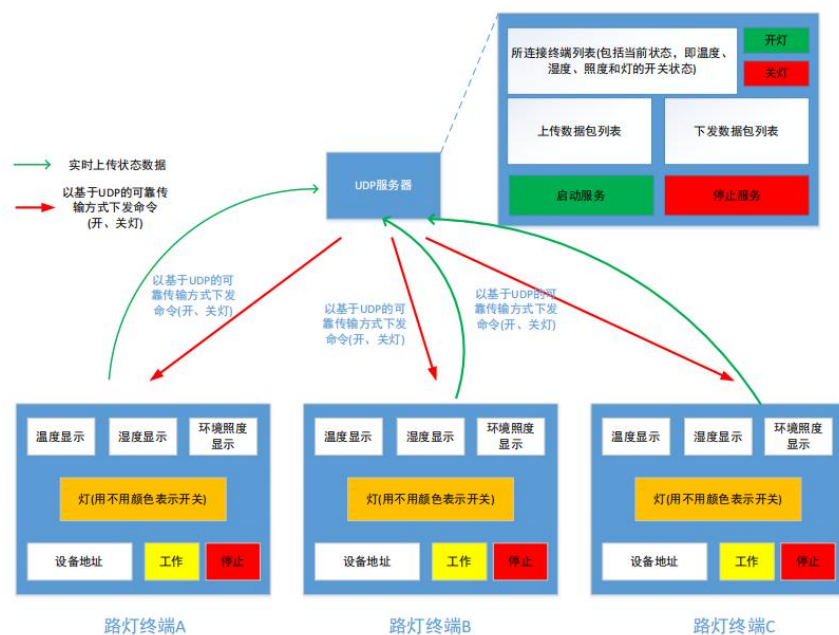 所连接终端列表(包括当前状态，即温度、
湿度、照度和灯的开关状态)
开灯
关灯
上传数据包列表
下发数据包列表
启动服务
停止服务
实时上传状态数据
以基于UDP的可靠传
输方式下发命令
(开、关灯)
UDP服务器
以基于UDP的可
靠传输方式下发
命令(开、关灯)
以基于UDP的可
靠传输方式下发
命令(开、关灯)
以基于UDP的可
靠传输方式下发
命令(开、关灯)
温度显示
湿度显示
环境照度
显示
灯(用不用颜色表示开关)
设备地址
工作
停止
路灯终端A
温度显示
湿度显示
环境照度
显示
灯(用不用颜色表示开关)
设备地址
工作
停止
路灯终端B
温度显示
湿度显示
环境照度
显示
灯(用不用颜色表示开关)
设备地址
工作
停止
路灯终端C